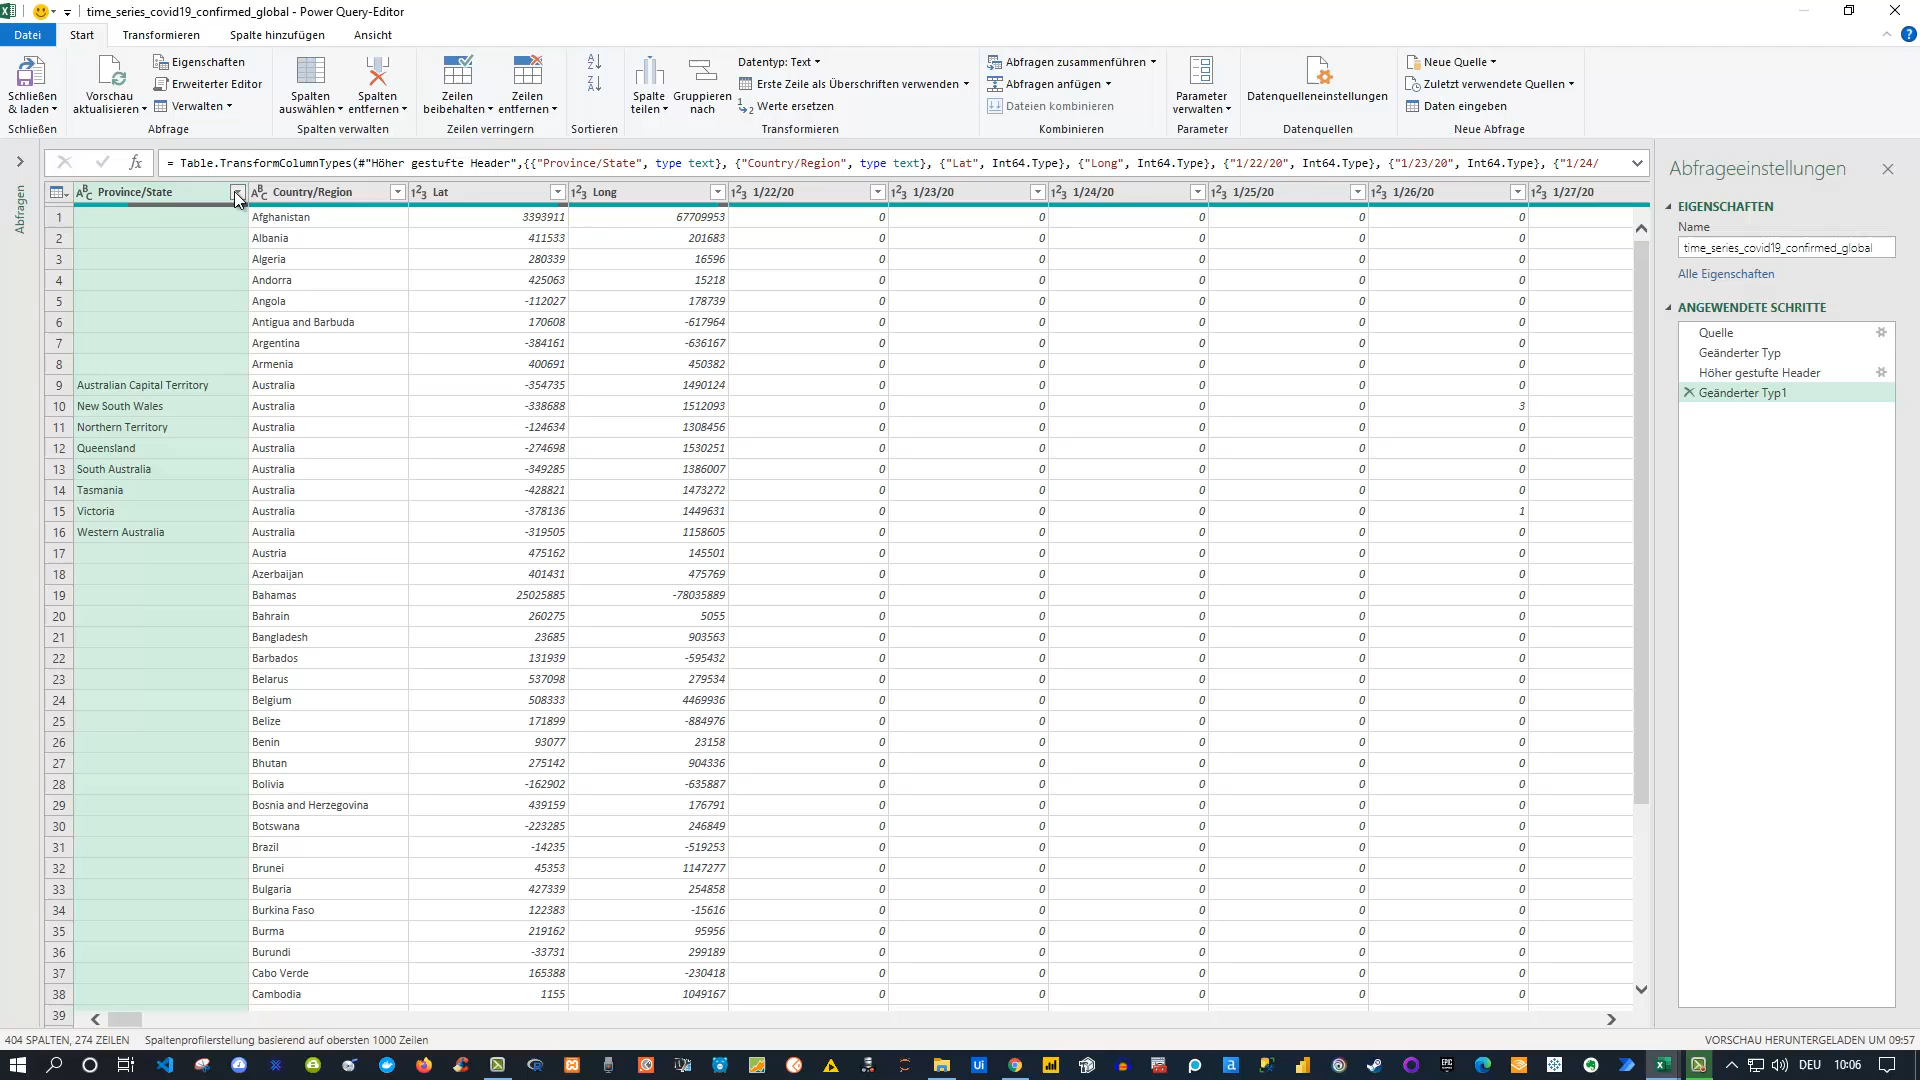 time_series_covid19_confirmed_global - Power Query-Editor
Datei Start Transformieren Spalte hinzufügen Ansicht
Schließen & laden
Schließen
Vorschau aktualisieren
Eigenschaften
Erweiterter Editor
Verwalten
Abfrage
Spalten auswählen
Spalten entfernen
Spalten verwalten
Zeilen beibehalten
Zeilen entfernen
Zeilen verringern
Sortieren
Spalte teilen
Gruppieren nach
Datentyp: Text
Erste Zeile als Überschriften verwenden
Werte ersetzen
Transformieren
Abfragen zusammenführen
Abfragen anfügen
Dateien kombinieren
Kombinieren
Parameter verwalten
Parameter
Datenquelleneinstellungen
Datenquellen
Neue Quelle
Zuletzt verwendete Quellen
Daten eingeben
Neue Abfrage
Abfragen
fx = Table.TransformColumnTypes(#"Höher gestufte Header",{{"Province/State", type text}, {"Country/Region", type text}, {"Lat", Int64.Type}, {"Long", Int64.Type}, {"1/22/20", Int64.Type}, {"1/23/20", Int64.Type}, {"1/24/
Province/State Country/Region Lat Long 1/22/20 1/23/20 1/24/20 1/25/20 1/26/20 1/27/20
1 Afghanistan 3393911 67709953 0 0 0 0 0
2 Albania 411533 201683 0 0 0 0 0
3 Algeria 280339 16596 0 0 0 0 0
4 Andorra 425063 15218 0 0 0 0 0
5 Angola -112027 178739 0 0 0 0 0
6 Antigua and Barbuda 170608 -617964 0 0 0 0 0
7 Argentina -384161 -636167 0 0 0 0 0
8 Armenia 400691 450382 0 0 0 0 0
9 Australian Capital Territory Australia -354735 1490124 0 0 0 0 0
10 New South Wales Australia -338688 1512093 0 0 0 0 3
11 Northern Territory Australia -124634 1308456 0 0 0 0 0
12 Queensland Australia -274698 1530251 0 0 0 0 0
13 South Australia Australia -349285 1386007 0 0 0 0 0
14 Tasmania Australia -428821 1473272 0 0 0 0 0
15 Victoria Australia -378136 1449631 0 0 0 0 1
16 Western Australia Australia -319505 1158605 0 0 0 0 0
17 Austria 475162 145501 0 0 0 0 0
18 Azerbaijan 401431 475769 0 0 0 0 0
19 Bahamas 25025885 -78035889 0 0 0 0 0
20 Bahrain 260275 5055 0 0 0 0 0
21 Bangladesh 23685 903563 0 0 0 0 0
22 Barbados 131939 -595432 0 0 0 0 0
23 Belarus 537098 279534 0 0 0 0 0
24 Belgium 508333 4469936 0 0 0 0 0
25 Belize 171899 -884976 0 0 0 0 0
26 Benin 93077 23158 0 0 0 0 0
27 Bhutan 275142 904336 0 0 0 0 0
28 Bolivia -162902 -635887 0 0 0 0 0
29 Bosnia and Herzegovina 439159 176791 0 0 0 0 0
30 Botswana -223285 246849 0 0 0 0 0
31 Brazil -14235 -519253 0 0 0 0 0
32 Brunei 45353 1147277 0 0 0 0 0
33 Bulgaria 427339 254858 0 0 0 0 0
34 Burkina Faso 122383 -15616 0 0 0 0 0
35 Burma 219162 95956 0 0 0 0 0
36 Burundi -33731 299189 0 0 0 0 0
37 Cabo Verde 165388 -230418 0 0 0 0 0
38 Cambodia 1155 1049167 0 0 0 0 0
39
Abfrageeinstellungen
EIGENSCHAFTEN
Name
time_series_covid19_confirmed_global
Alle Eigenschaften
ANGEWENDETE SCHRITTE
Quelle
Geänderter Typ
Höher gestufte Header
Geänderter Typ1
404 SPALTEN, 274 ZEILEN Spaltenprofilerstellung basierend auf obersten 1000 Zeilen VORSCHAU HERUNTERGELADEN UM 09:57
DEU 10:06